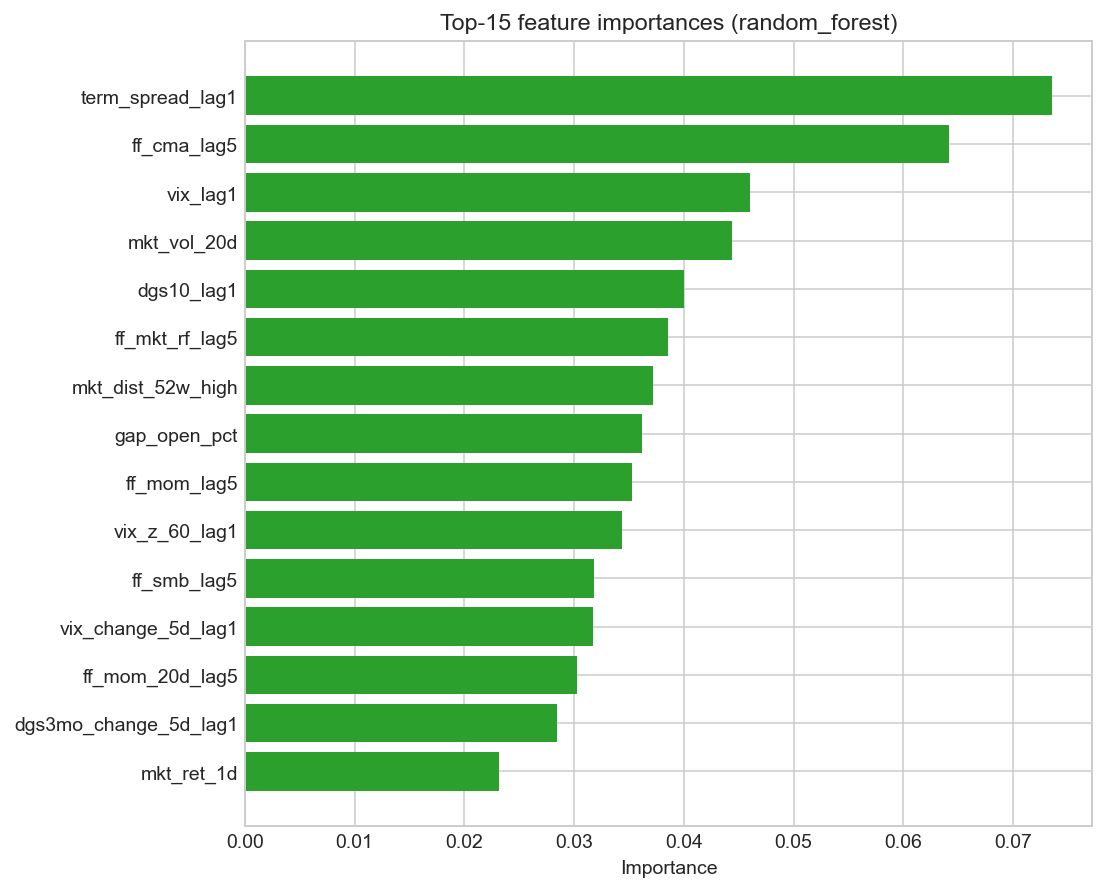 Top-15 feature importances (random_forest)
term_spread_lag1
ff_cma_lag5
vix_lag1
mkt_vol_20d
dgs10_lag1
ff_mkt_rf_lag5
mkt_dist_52w_high
gap_open_pct
ff_mom_lag5
vix_z_60_lag1
ff_smb_lag5
vix_change_5d_lag1
ff_mom_20d_lag5
dgs3mo_change_5d_lag1
mkt_ret_1d
0.00 0.01 0.02 0.03 0.04 0.05 0.06 0.07
Importance